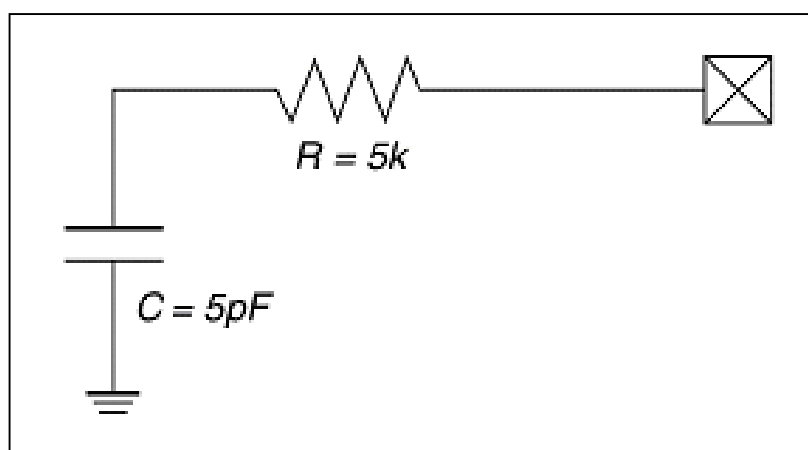 R = 5k
C = 5pF